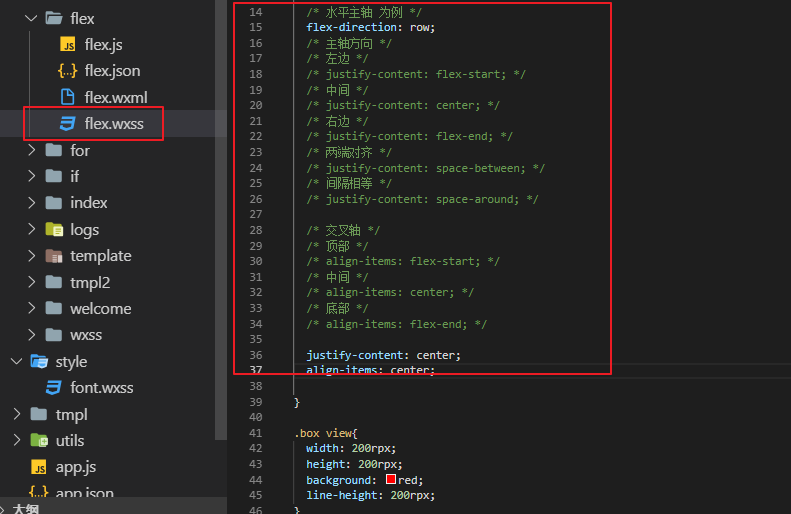 flex
flex.js
flex.json
flex.wxml
flex.wxss
for
if
index
logs
template
tmpl2
welcome
wxss
style
font.wxss
tmpl
utils
app.js
app.json
大纲
14 /* 水平主轴 为例 */
15 flex-direction: row;
16 /* 主轴方向 */
17 /* 左边 */
18 /* justify-content: flex-start; */
19 /* 中间 */
20 /* justify-content: center; */
21 /* 右边 */
22 /* justify-content: flex-end; */
23 /* 两端对齐 */
24 /* justify-content: space-between; */
25 /* 间隔相等 */
26 /* justify-content: space-around; */
27
28 /* 交叉轴 */
29 /* 顶部 */
30 /* align-items: flex-start; */
31 /* 中间 */
32 /* align-items: center; */
33 /* 底部 */
34 /* align-items: flex-end; */
35
36 justify-content: center;
37 align-items: center;
38
39 }
40
41 .box view{
42 width: 200rpx;
43 height: 200rpx;
44 background: red;
45 line-height: 200rpx;
46 }